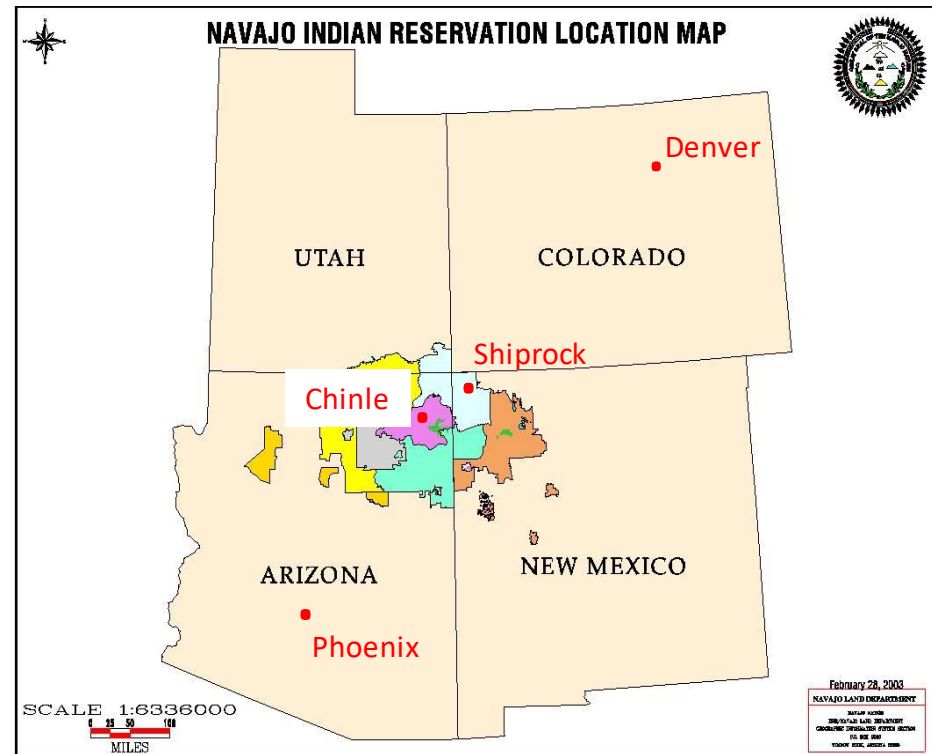 NAVAJO INDIAN RESERVATION LOCATION MAP
Denver
UTAH
COLORADO
Shiprock
Chinle
NEW MEXICO
ARIZONA
Phoenix
SCALE 1:6336000
0 25 50 100
MILES
February 28, 2003
NAVAJO LAND DEPARTMENT